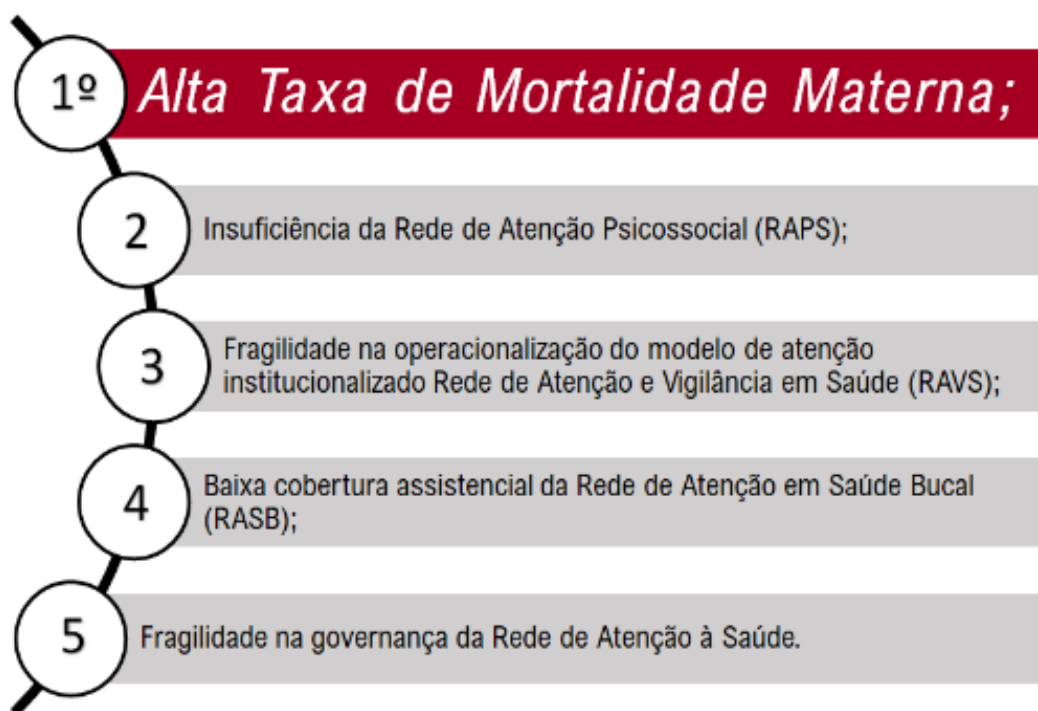 1º
Alta Taxa de Mortalidade Materna;
2
Insuficiência da Rede de Atenção Psicossocial (RAPS);
3
Fragilidade na operacionalização do modelo de atenção
institucionalizado Rede de Atenção e Vigilância em Saúde (RAVS);
4
Baixa cobertura assistencial da Rede de Atenção em Saúde Bucal
(RASB);
5
Fragilidade na governança da Rede de Atenção à Saúde.